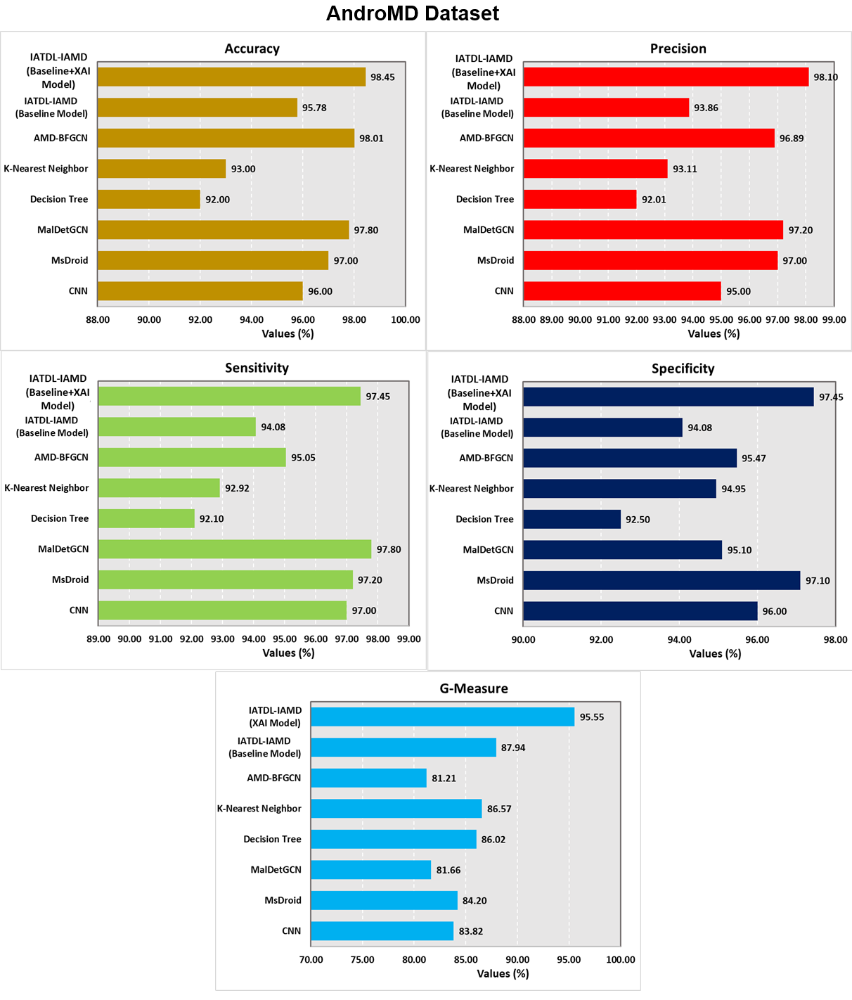 AndroMD Dataset
Accuracy
IATDL-IAMD
(Baseline+XAI
Model)
98.45
IATDL-IAMD
(Baseline Model)
95.78
AMD-BFGCN
98.01
K-Nearest Neighbor
93.00
Decision Tree
92.00
MalDetGCN
97.80
MsDroid
97.00
CNN
96.00
88.00 90.00 92.00 94.00 96.00 98.00 100.00
Values (%)
Precision
IATDL-IAMD
(Baseline+XAI
Model)
98.10
IATDL-IAMD
(Baseline Model)
93.86
AMD-BFGCN
96.89
K-Nearest Neighbor
93.11
Decision Tree
92.01
MalDetGCN
97.20
MsDroid
97.00
CNN
95.00
88.00 89.00 90.00 91.00 92.00 93.00 94.00 95.00 96.00 97.00 98.00 99.00
Values (%)
Sensitivity
IATDL-IAMD
(Baseline+XAI
Model)
97.45
IATDL-IAMD
(Baseline Model)
94.08
AMD-BFGCN
95.05
K-Nearest Neighbor
92.92
Decision Tree
92.10
MalDetGCN
97.80
MsDroid
97.20
CNN
97.00
89.00 90.00 91.00 92.00 93.00 94.00 95.00 96.00 97.00 98.00 99.00
Values (%)
Specificity
IATDL-IAMD
(Baseline+XAI
Model)
97.45
IATDL-IAMD
(Baseline Model)
94.08
AMD-BFGCN
95.47
K-Nearest Neighbor
94.95
Decision Tree
92.50
MalDetGCN
95.10
MsDroid
97.10
CNN
96.00
90.00 92.00 94.00 96.00 98.00
Values (%)
G-Measure
IATDL-IAMD
(XAI Model)
95.55
IATDL-IAMD
(Baseline Model)
87.94
AMD-BFGCN
81.21
K-Nearest Neighbor
86.57
Decision Tree
86.02
MalDetGCN
81.66
MsDroid
84.20
CNN
83.82
70.00 75.00 80.00 85.00 90.00 95.00 100.00
Values (%)